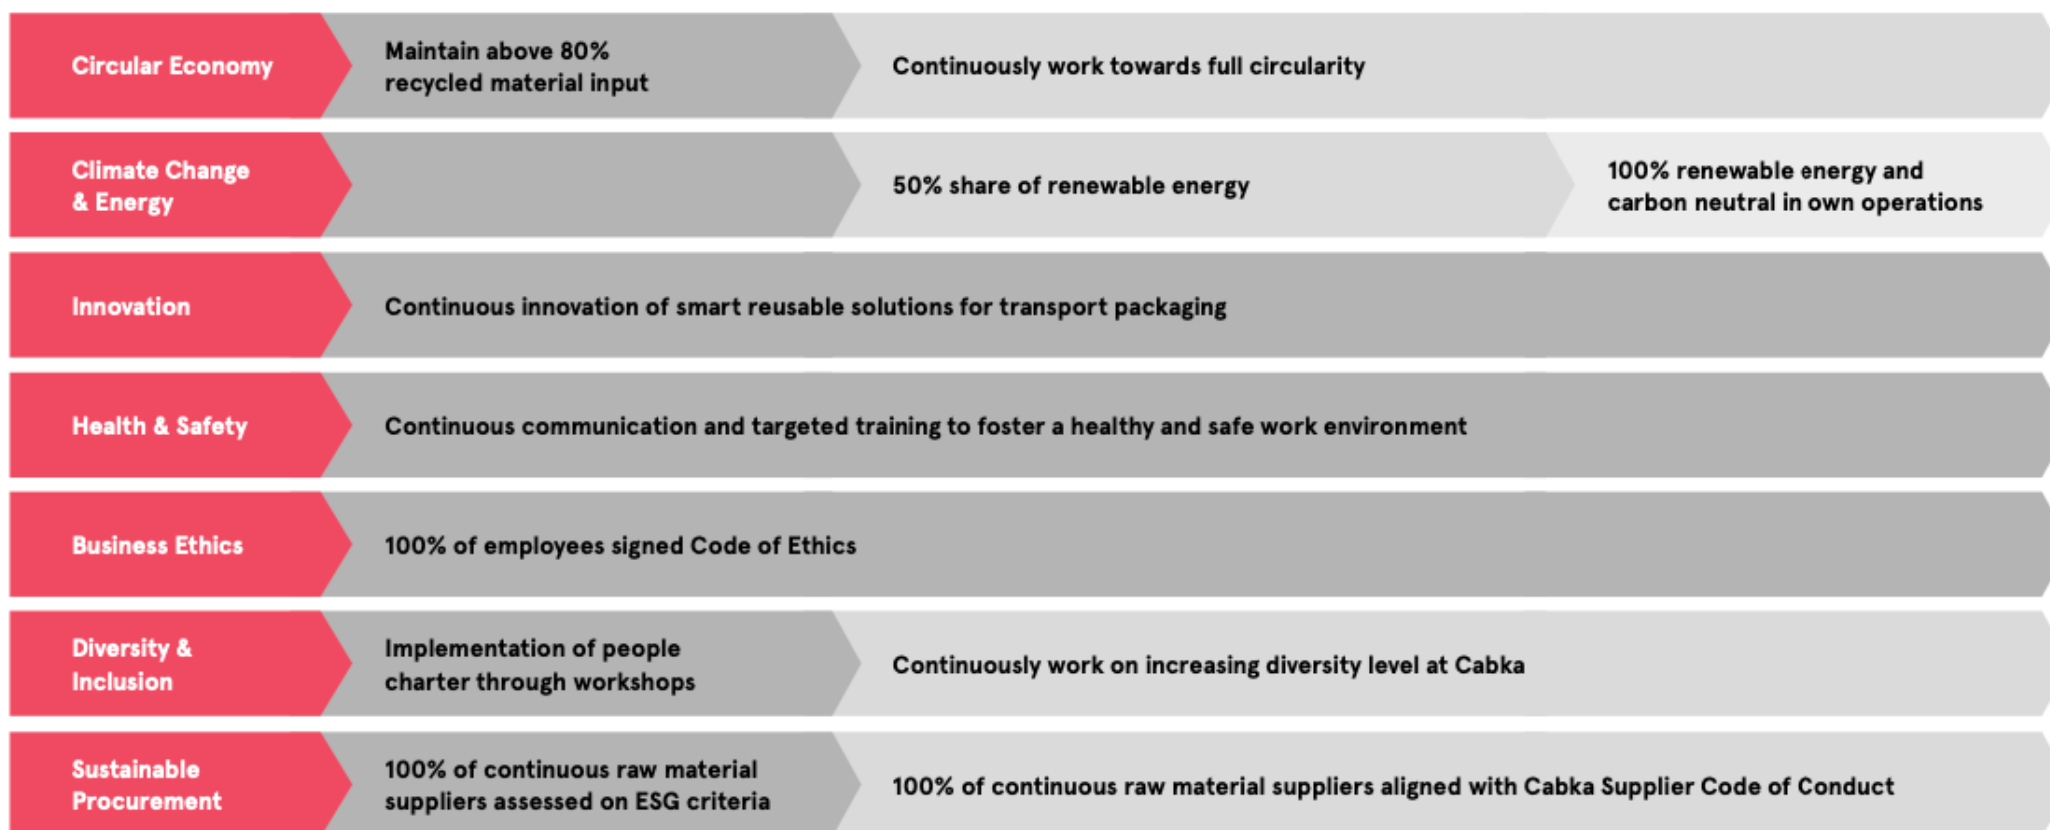 Circular Economy
Maintain above 80%
recycled material input
Continuously work towards full circularity
Climate Change
& Energy
50% share of renewable energy
100% renewable energy and
carbon neutral in own operations
Innovation
Continuous innovation of smart reusable solutions for transport packaging
Health & Safety
Continuous communication and targeted training to foster a healthy and safe work environment
Business Ethics
100% of employees signed Code of Ethics
Diversity &
Inclusion
Implementation of people
charter through workshops
Continuously work on increasing diversity level at Cabka
Sustainable
Procurement
100% of continuous raw material
suppliers assessed on ESG criteria
100% of continuous raw material suppliers aligned with Cabka Supplier Code of Conduct